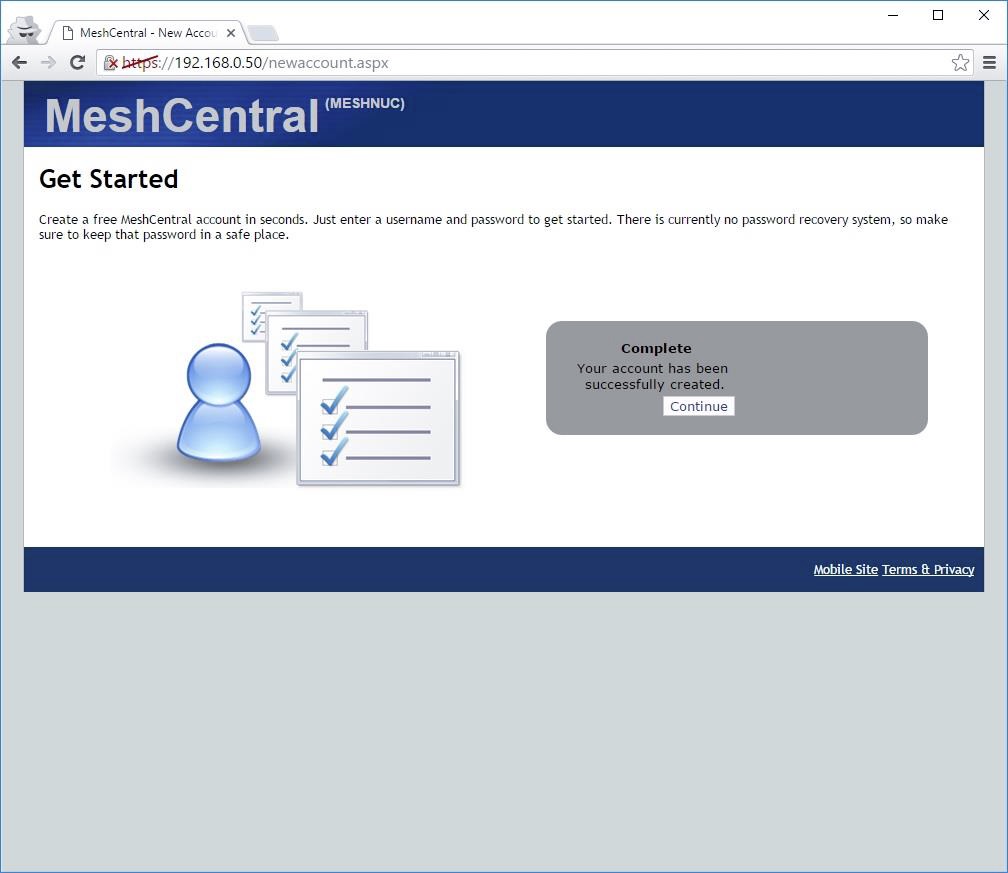 MeshCentral - New Accou
https://192.168.0.50/newaccount.aspx
MeshCentral (MESHNUC)
Get Started
Create a free MeshCentral account in seconds. Just enter a username and password to get started. There is currently no password recovery system, so make
sure to keep that password in a safe place.
Complete
Your account has been
successfully created.
Continue
Mobile Site Terms & Privacy